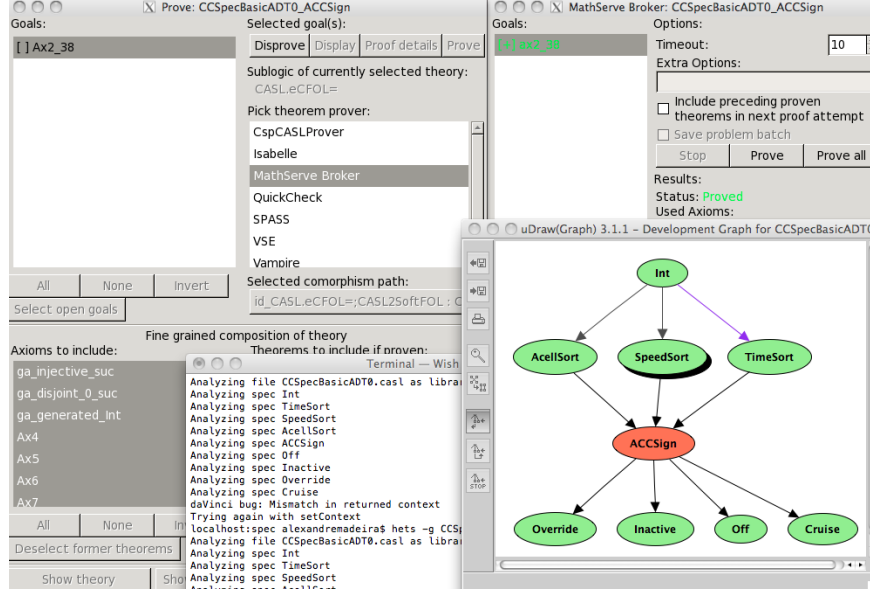 Prove: CCSpecBasicADT0_ACCSign
Goals:
[ ] Ax2_38
All
None
Invert
Select open goals
Selected goal(s):
Disprove
Display
Proof details
Prove
Sublogic of currently selected theory:
CASL.eCFOL=
Pick theorem prover:
CspCASLProver
Isabelle
MathServe Broker
QuickCheck
SPASS
VSE
Vampire
Selected comorphism path:
id_CASL.eCFOL=;CASL2SoftFOL : C
Fine grained composition of theory
Axioms to include:
Theorems to include if proven:
ga_injective_suc
ga_disjoint_0_suc
ga_generated_Int
Ax4
Ax5
Ax6
Ax7
All
None
In
Deselect former theorems
Show theory
Sho
MathServe Broker: CCSpecBasicADT0_ACCSign
Goals:
[+] ax2_38
Options:
Timeout:
10
Extra Options:
Include preceding proven
theorems in next proof attempt
Save problem batch
Stop
Prove
Prove all
Results:
Status: Proved
Used Axioms:
Terminal — Wish
Analyzing file CCSpecBasicADT0.casl as librar
Analyzing spec Int
Analyzing spec TimeSort
Analyzing spec SpeedSort
Analyzing spec AcellSort
Analyzing spec ACCSign
Analyzing spec Off
Analyzing spec Inactive
Analyzing spec Override
Analyzing spec Cruise
daVinci bug: Mismatch in returned context
Trying again with setContext
localhost:spec alexandremadeira$ hets -g CCSp
Analyzing file CCSpecBasicADT0.casl as librar
Analyzing spec Int
Analyzing spec TimeSort
Analyzing spec SpeedSort
Analyzing spec AcellSort
uDraw(Graph) 3.1.1 – Development Graph for CCSpecBasicADT0
STOP
Int
AcellSort
SpeedSort
TimeSort
ACCSign
Override
Inactive
Off
Cruise